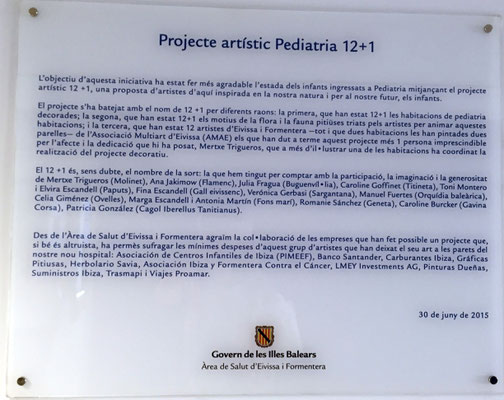 Projecte artístic Pediatria 12+1
L'objectiu d'aquesta iniciativa ha estat fer més agradable l'estada dels infants ingressats a Pediatria mitjançant el projecte
artístic 12 +1, una proposta d'artistes d'aquí inspirada en la nostra natura i per al nostre futur, els infants.
El projecte s'ha batejat amb el nom de 12 +1 per diferents raons: la primera, que han estat 12+1 les habitacions de pediatria
decorades; la segona, que han estat 12+1 els motius de la flora i la fauna pitiüses triats pels artistes per animar aquestes
habitacions; i la tercera, que han estat 12 artistes d'Eivissa i Formentera —tot i que dues habitacions les han pintades dues
parelles— de l'Associació Multiart d'Eivissa (AMAE) els que han dut a terme aquest projecte més 1 persona imprescindible
per l'afecte i la dedicació que hi ha posat, Mertxe Trigueros, que a més d'il•lustrar una de les habitacions ha coordinat la
realització del projecte decoratiu.
El 12 +1 és, sens dubte, el nombre de la sort: la que hem tingut per comptar amb la participació, la imaginació i la generositat
de Mertxe Trigueros (Molinet), Ana Jakimow (Flamenc), Julia Fragua (Buguenvil•lia), Caroline Goffinet (Titineta), Toni Montero
i Elvira Escandell (Paputs), Fina Escandell (Gall eivissenc), Verónica Gerbasi (Sargantana), Manuel Fuertes (Orquídia baleàrica),
Celia Giménez (Ovelles), Marga Escandell i Antonia Martín (Fons marí), Romanie Sánchez (Geneta), Caroline Burcker (Gavina
Corsa), Patricia González (Cagol Iberellus Tanitianus).
Des de l'Àrea de Salut d'Eivissa i Formentera agraïm la col•laboració de les empreses que han fet possible un projecte que,
si bé és altruista, ha permès sufragar les mínimes despeses d'aquest grup d'artistes que han deixat el seu art a les parets del
nostre nou hospital: Asociación de Centros Infantiles de Ibiza (PIMEEF), Banco Santander, Carburantes Ibiza, Gráficas
Pitiusas, Herbolario Savia, Asociación Ibiza y Formentera Contra el Cáncer, LMEY Investments AG, Pinturas Dueñas,
Suministros Ibiza, Trasmapi i Viajes Proamar.
30 de juny de 2015
Govern de les Illes Balears
Àrea de Salut d'Eivissa i Formentera